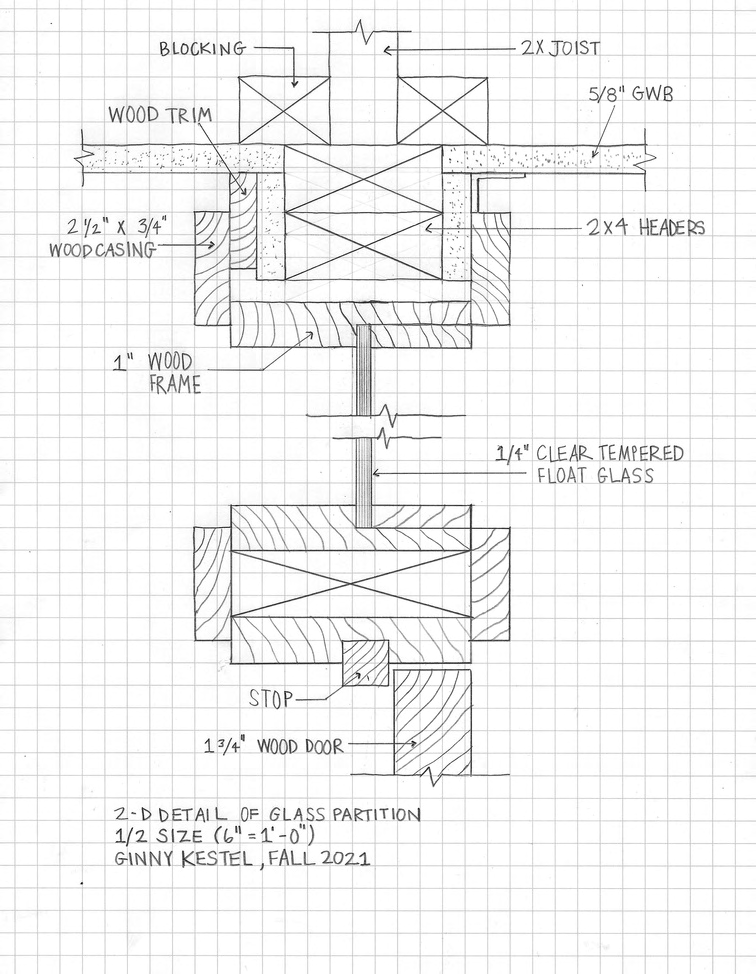 BLOCKING
2X JOIST
5/8" GWB
WOOD TRIM
2 1/2" X 3/4"
WOOD CASING
2X4 HEADERS
1" WOOD
FRAME
1/4" CLEAR TEMPERED
FLOAT GLASS
STOP
1 3/4" WOOD DOOR
2-D DETAIL OF GLASS PARTITION
1/2 SIZE (6" = 1'-0")
GINNY KESTEL, FALL 2021